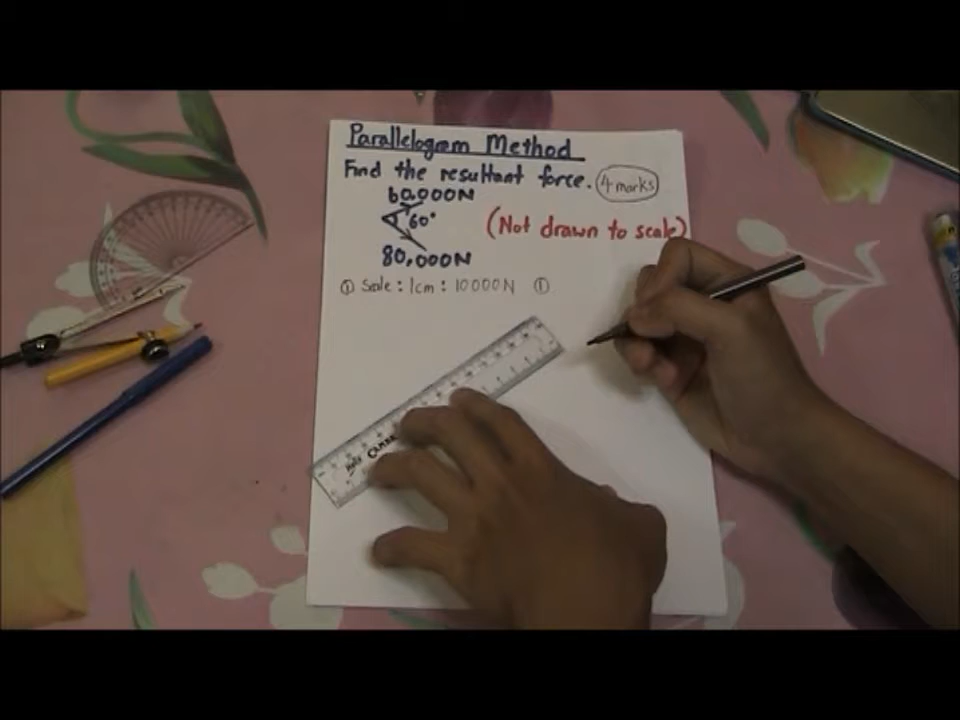 Parallelogram Method
Find the resultant force. 4 marks
60,000N
60°
(Not drawn to scale)
80,000N
① Sale : 1cm : 10000N ①